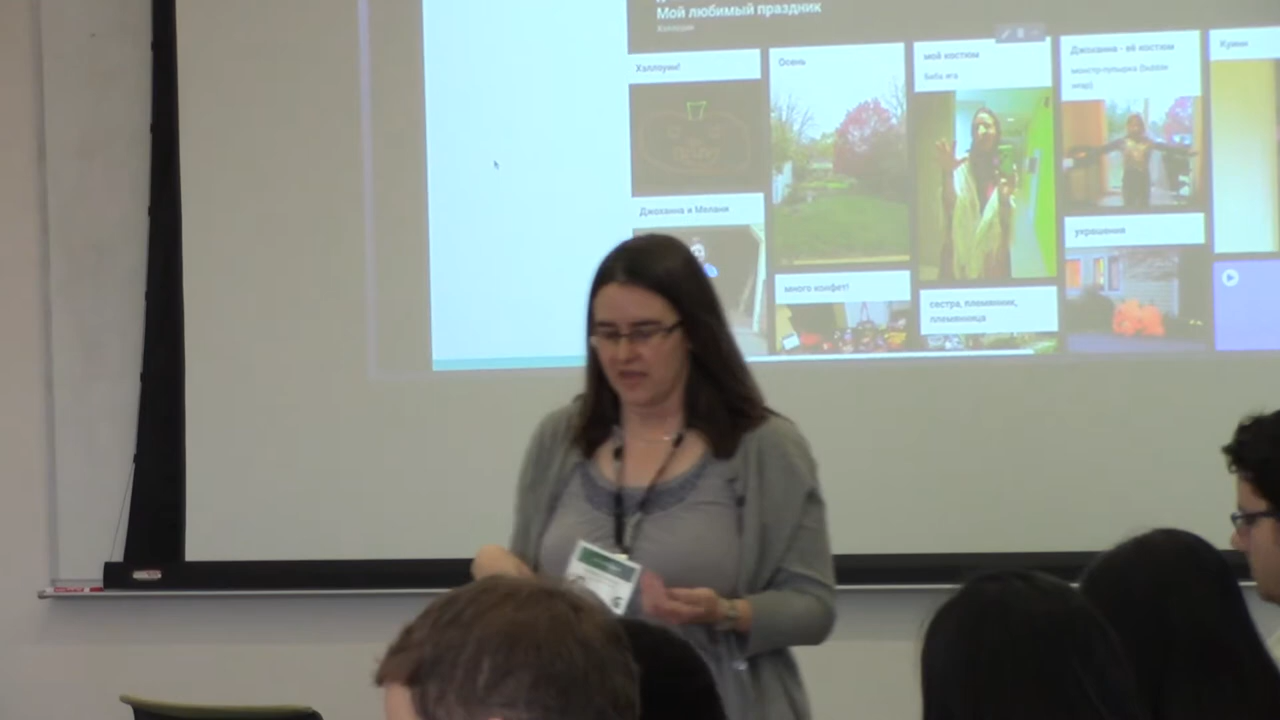 Мой любимый праздник
Хэллоуин!
Джоханна и Мелани
Осень
много конфет!
мой костюм
Баба яга
сестра, племянник,
племянница
Джоханна - её костюм
украшения